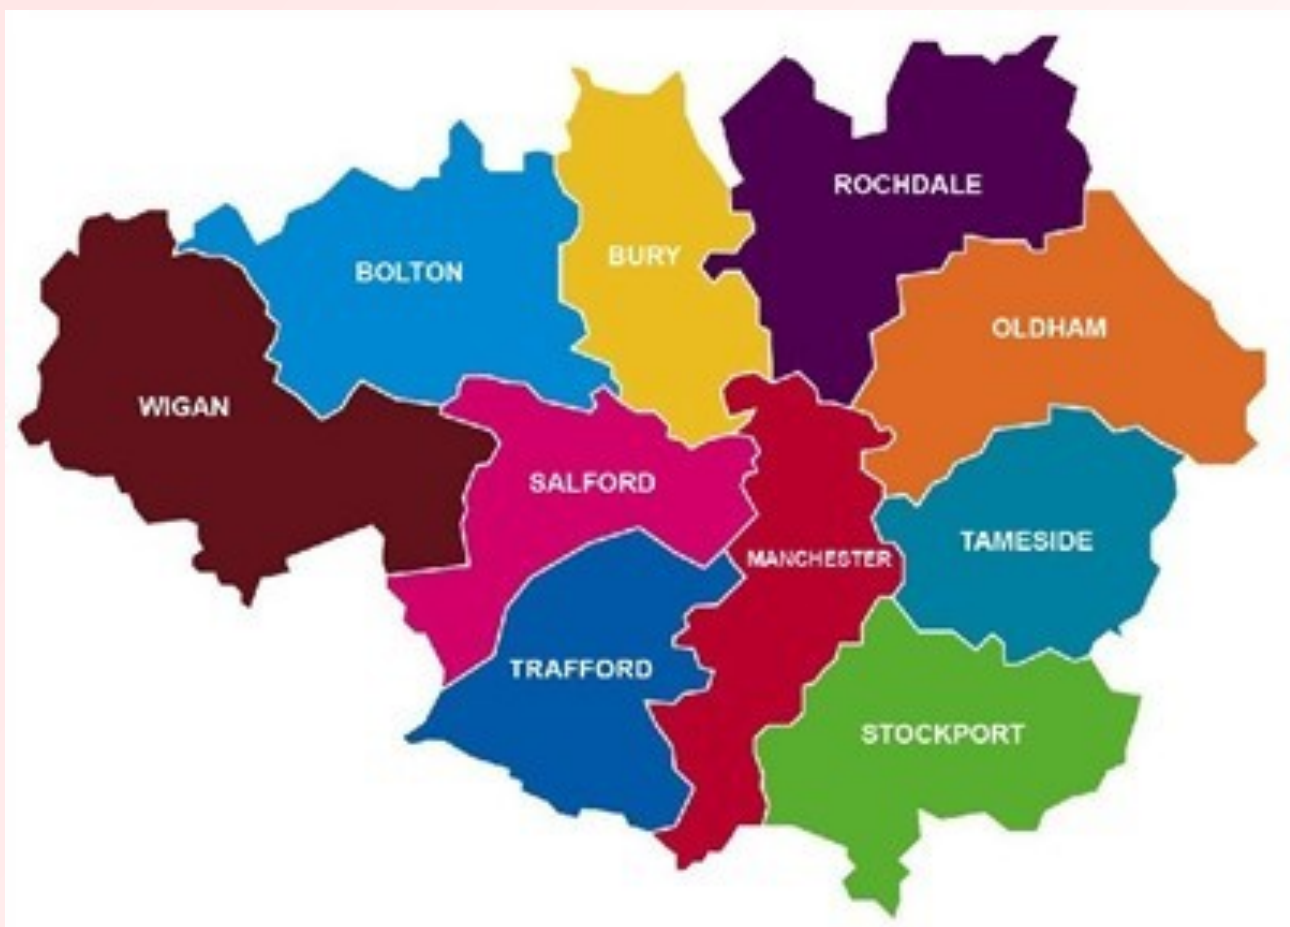 ROCHDALE
BURY
BOLTON
OLDHAM
WIGAN
SALFORD
TAMESIDE
MANCHESTER
TRAFFORD
STOCKPORT